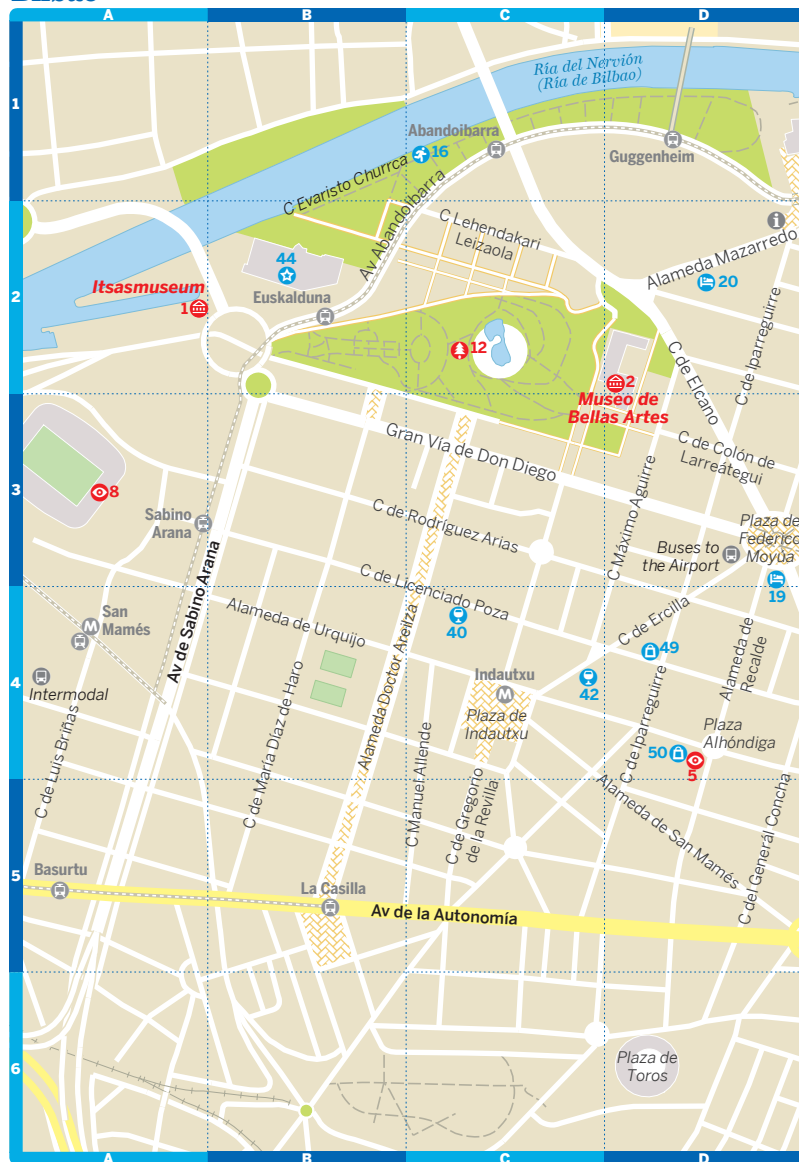 A B C D
1
Ría del Nervión
(Ría de Bilbao)
Abandoibarra
16
Guggenheim
C Evaristo Churrca
Av Abandoibarra
C Lehendakari
Leizaola
i
Alameda Mazarredo
44
20
2
Itsasmuseum
1
Euskalduna
12
2
Museo de
Bellas Artes
C de Elcano
C de Iparreguirre
Gran Vía de Don Diego
C de Colón de
Larreátegui
3
8
Sabino
Arana
C de Rodríguez Arias
C Máximo Aguirre
Plaza de
Federico
Moyúa
Buses to
the Airport
19
C de Licenciado Poza
Av de Sabino Arana
San
Mamés
M
Alameda de Urquijo
40
C de Ercilla
49
Alameda de
Recalde
4
Intermodal
Indautxu
M
42
Plaza de
Indautxu
Alameda Doctor Areilza
C de María Díaz de Haro
C de Luis Briñas
C Manuel Allende
C de Gregorio
de la Revilla
C de Iparreguirre
Plaza
Alhóndiga
50
5
Alameda de San Mamés
C del General Concha
5
Basurtu
La Casilla
Av de la Autonomía
6
Plaza de
Toros
A B C D